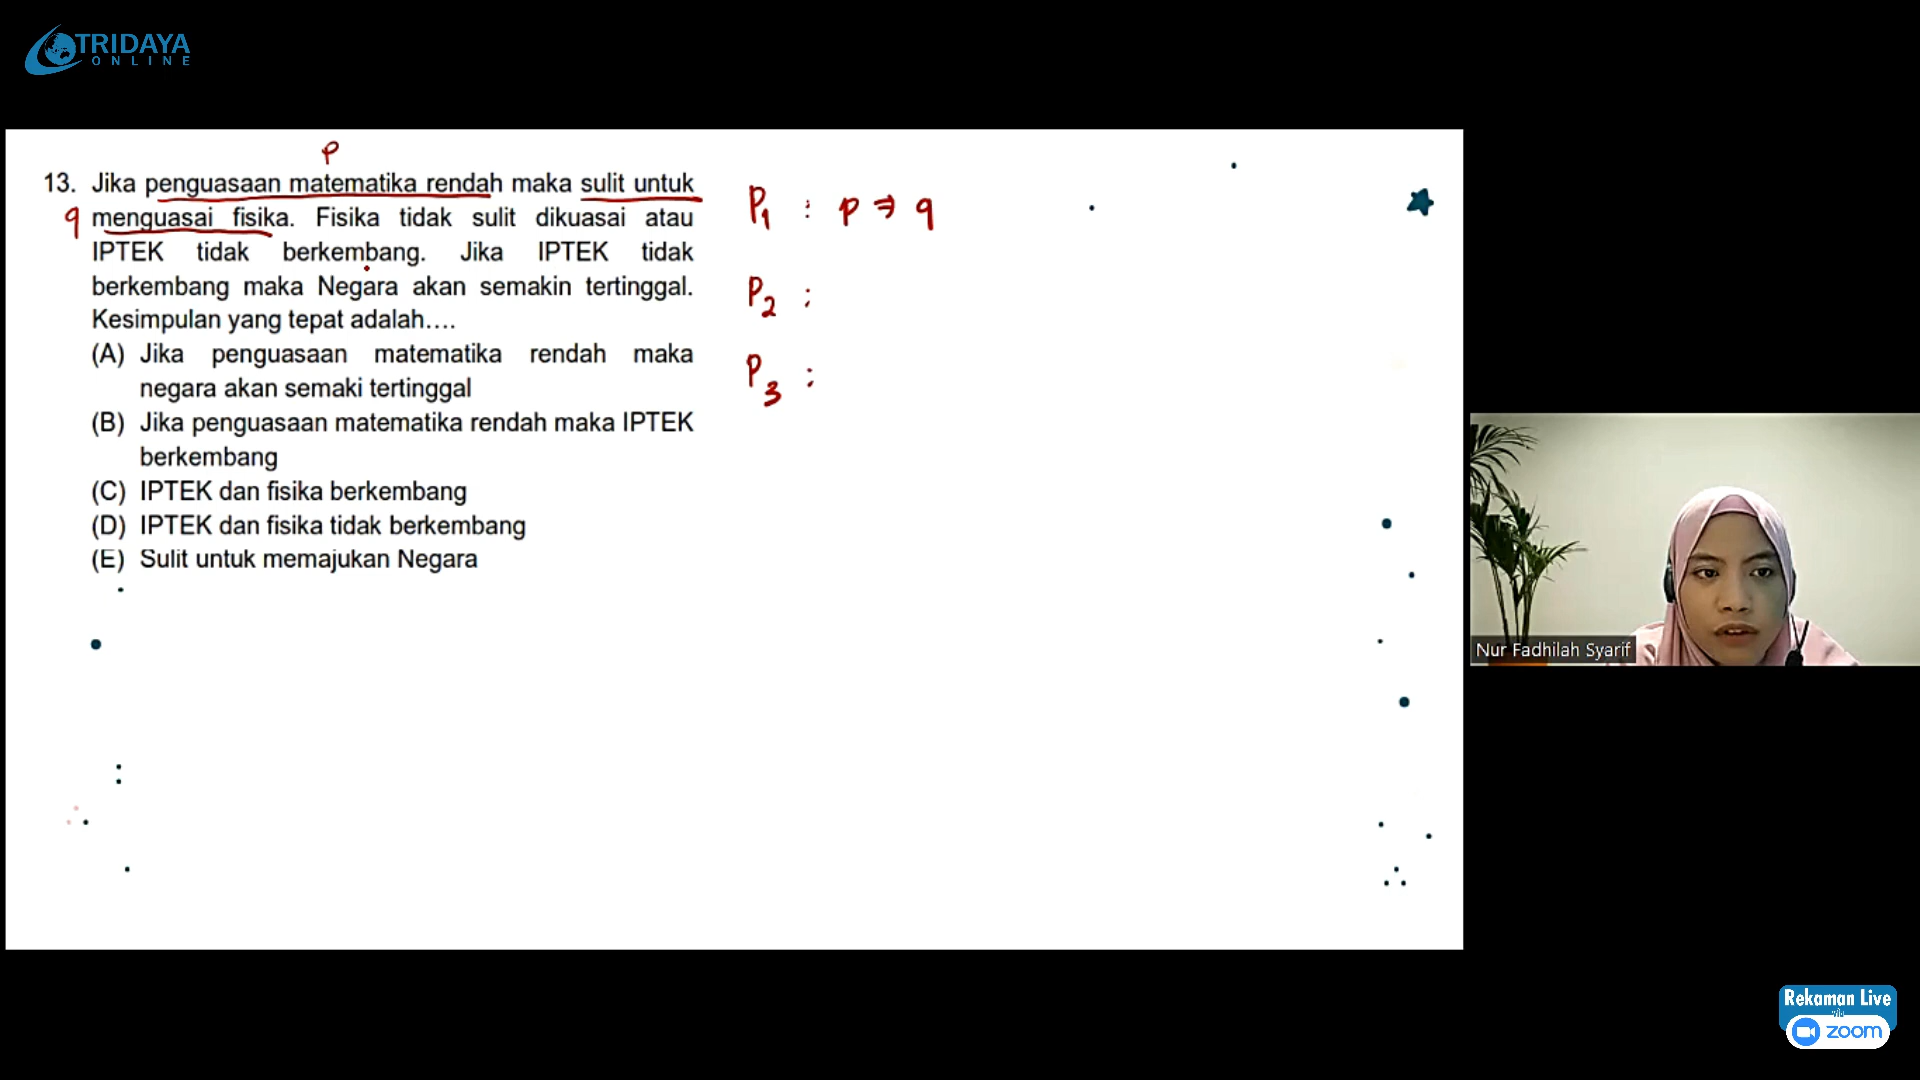 TRIDAYA
ONLINE
p
13. Jika penguasaan matematika rendah maka sulit untuk
q menguasai fisika. Fisika tidak sulit dikuasai atau
IPTEK tidak berkembang. Jika IPTEK tidak
berkembang maka Negara akan semakin tertinggal.
Kesimpulan yang tepat adalah....
(A) Jika penguasaan matematika rendah maka
negara akan semaki tertinggal
(B) Jika penguasaan matematika rendah maka IPTEK
berkembang
(C) IPTEK dan fisika berkembang
(D) IPTEK dan fisika tidak berkembang
(E) Sulit untuk memajukan Negara
P1 : p ⇒ q
P2 :
P3 :
Nur Fadhilah Syarif
Rekaman Live
via
zoom